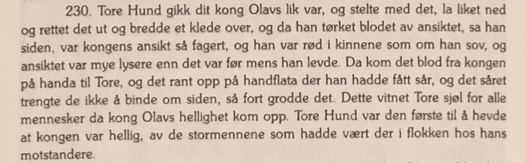 230. Tore Hund gikk dit kong Olavs lik var, og stelte med det, la liket ned
og rettet det ut og bredde et klede over, og da han tørket blodet av ansiktet, sa han
siden, var kongens ansikt så fagert, og han var rød i kinnene som om han sov, og
ansiktet var mye lysere enn det var før mens han levde. Da kom det blod fra kongen
på handa til Tore, og det rant opp på handflata der han hadde fått sår, og det såret
trengte de ikke å binde om siden, så fort grodde det. Dette vitnet Tore sjøl for alle
mennesker da kong Olavs hellighet kom opp. Tore Hund var den første til å hevde
at kongen var hellig, av de stormennene som hadde vært der i flokken hos hans
motstandere.